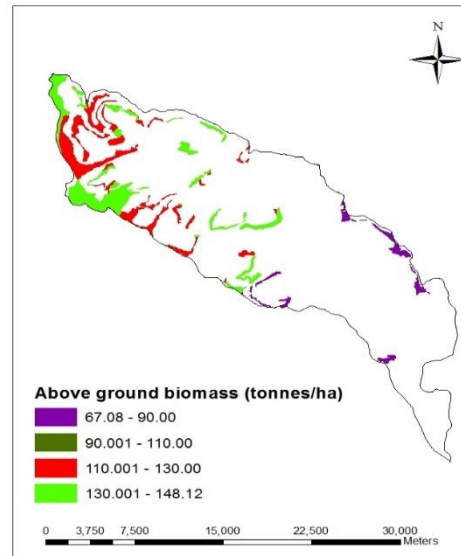 N
Above ground biomass (tonnes/ha)
67.08 - 90.00
90.001 - 110.00
110.001 - 130.00
130.001 - 148.12
0 3,750 7,500 15,000 22,500 30,000
Meters